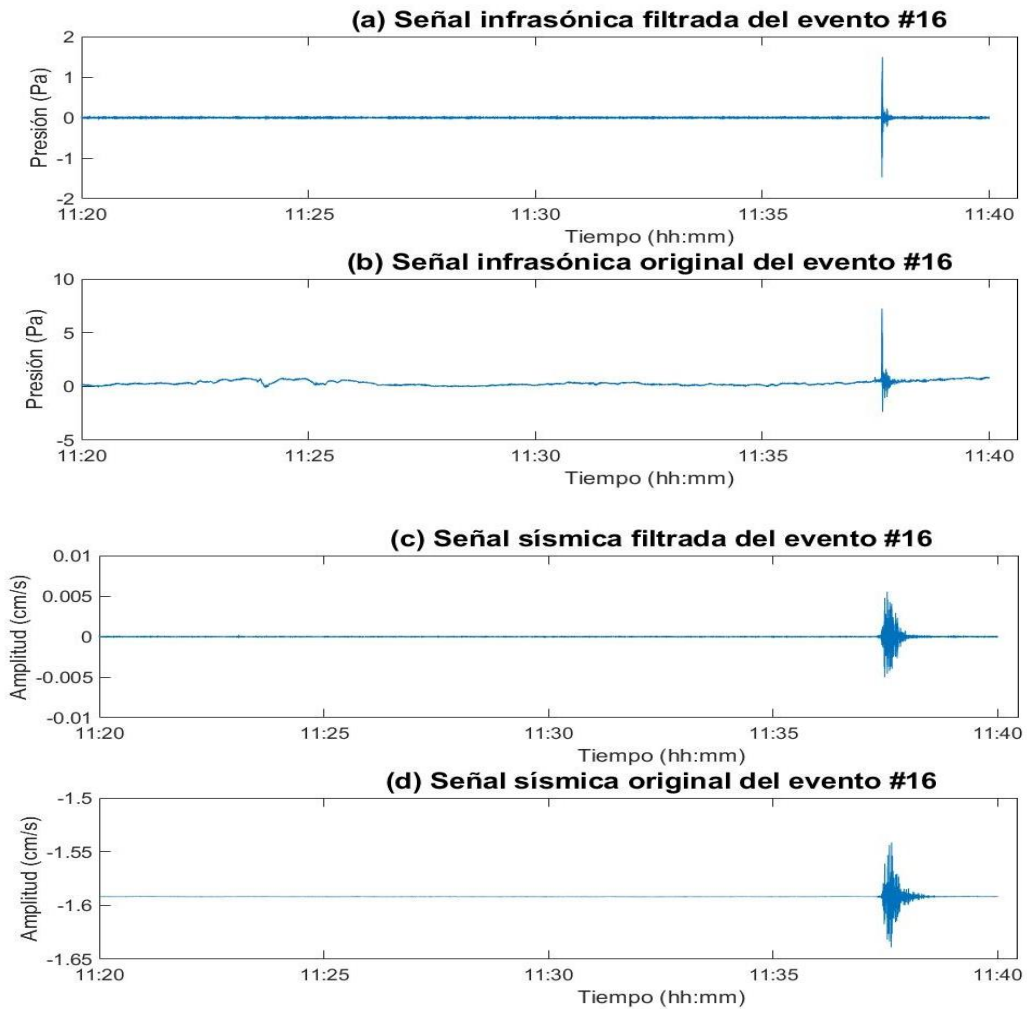 (a) Señal infrasónica filtrada del evento #16
2
1
0
-1
-2
Presión (Pa)
11:20 11:25 11:30 11:35 11:40
Tiempo (hh:mm)
(b) Señal infrasónica original del evento #16
10
5
0
-5
Presión (Pa)
11:20 11:25 11:30 11:35 11:40
Tiempo (hh:mm)
(c) Señal sísmica filtrada del evento #16
0.01
0.005
0
-0.005
-0.01
Amplitud (cm/s)
11:20 11:25 11:30 11:35 11:40
Tiempo (hh:mm)
(d) Señal sísmica original del evento #16
-1.5
-1.55
-1.6
-1.65
Amplitud (cm/s)
11:20 11:25 11:30 11:35 11:40
Tiempo (hh:mm)